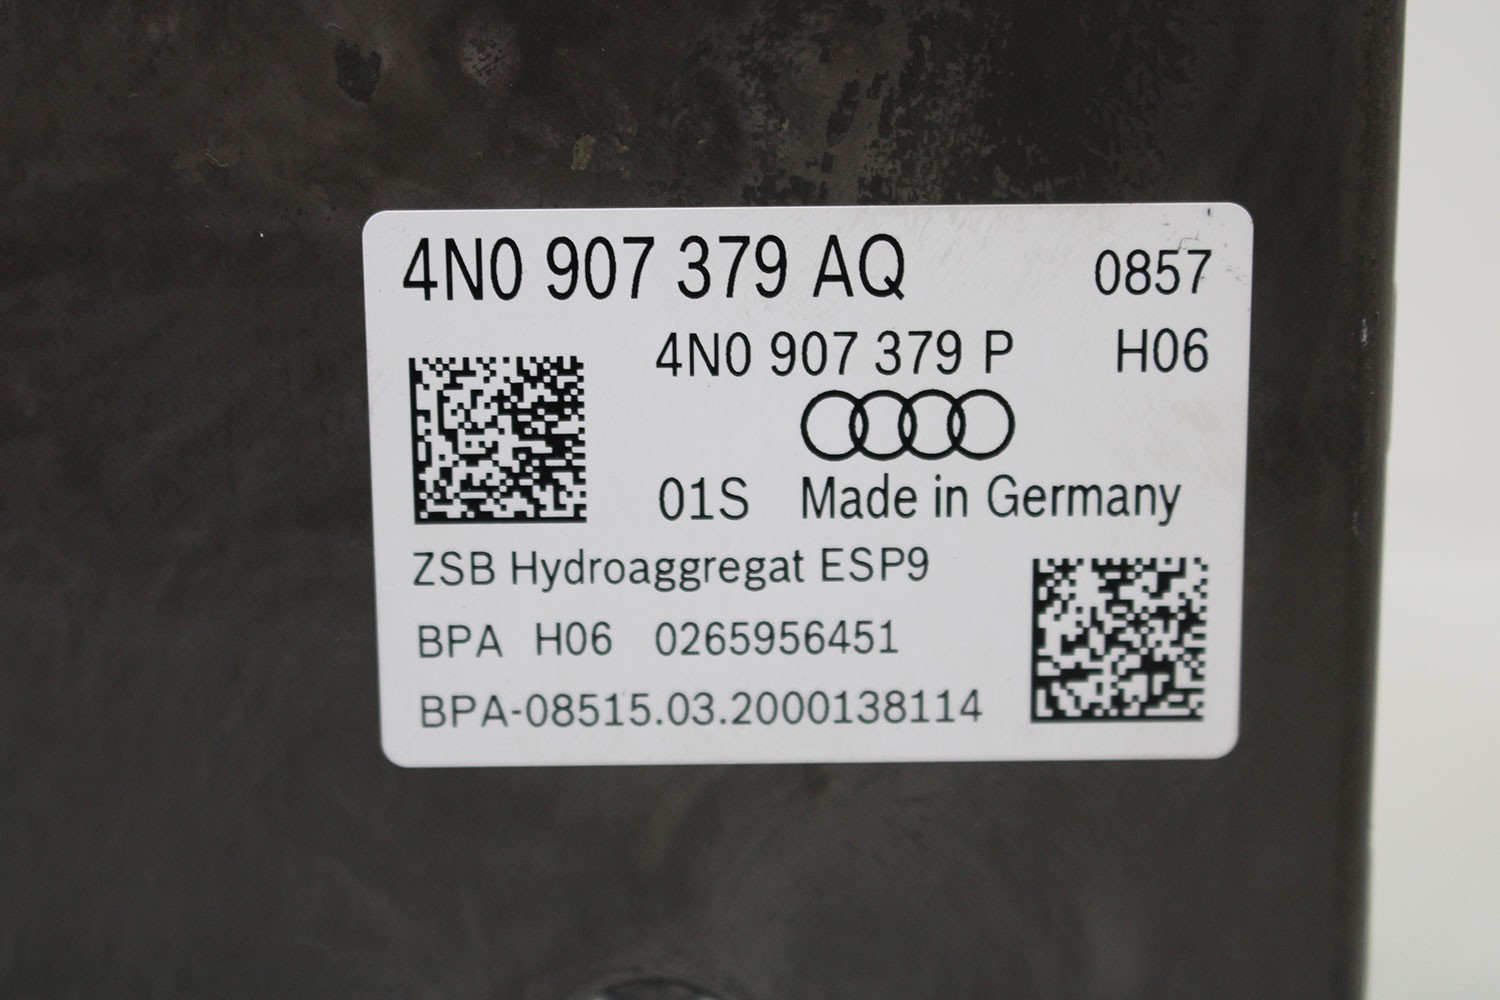 4N0 907 379 AQ 0857
4N0 907 379 P H06
01S Made in Germany
ZSB Hydroaggregat ESP9
BPA H06 0265956451
BPA-08515.03.2000138114